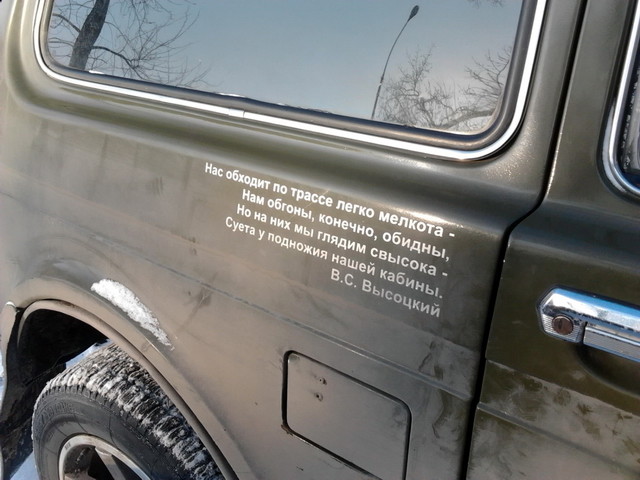 Нас обходит по трассе легко мелкота -
Нам обгоны, конечно, обидны,
Но на них мы глядим свысока -
Суета у подножия нашей кабины.
В.С. Высоцкий